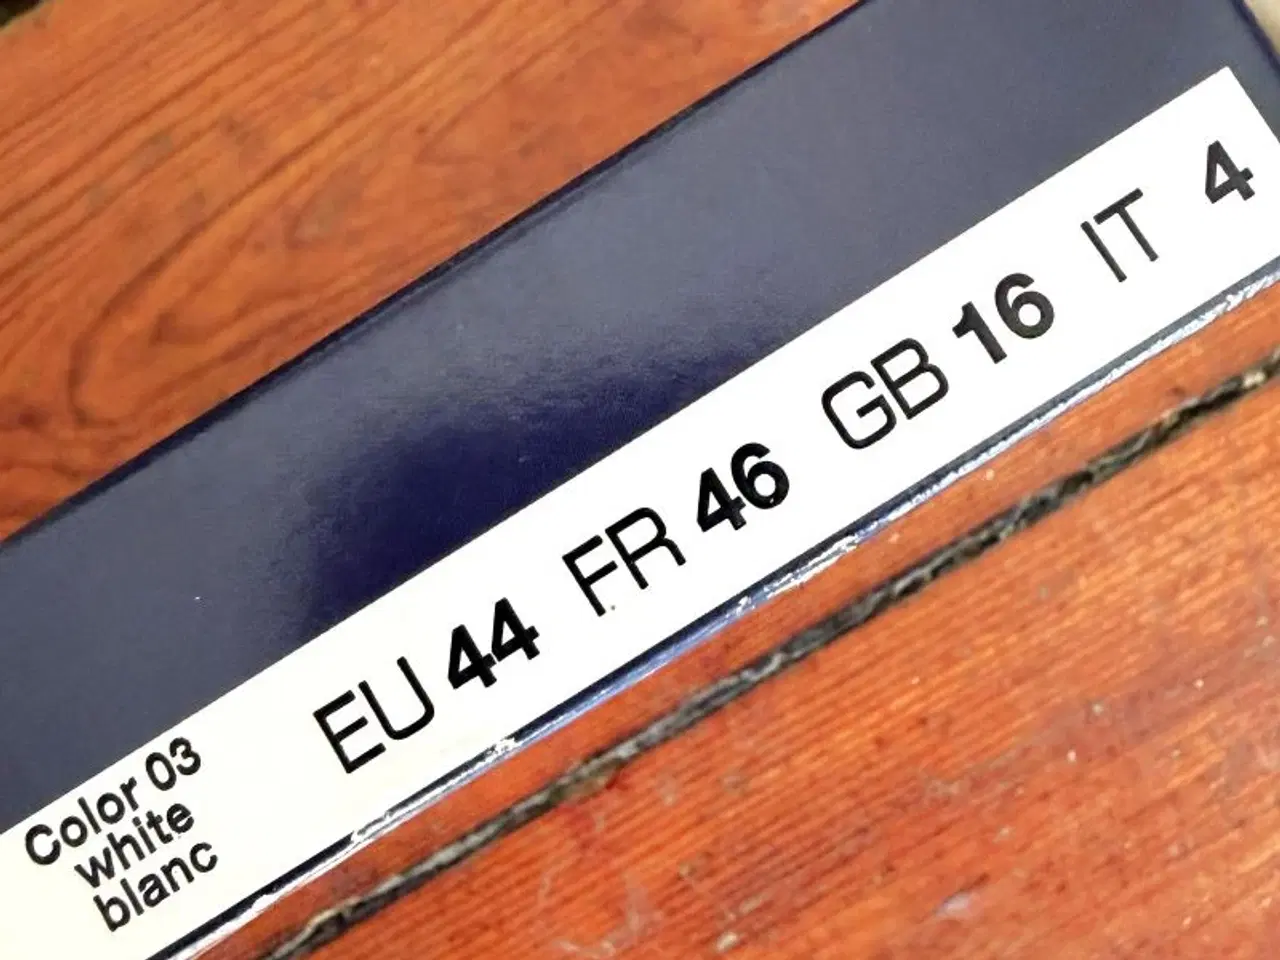 EU 44 FR 46 GB 16 IT 4
Color 03
white
blanc